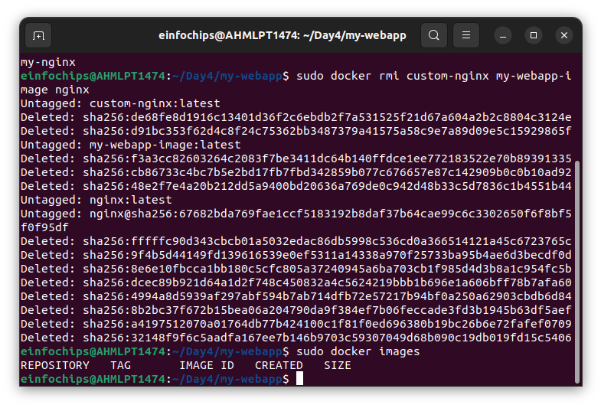 einfochips@AHMLPT1474: ~/Day4/my-webapp
my-nginx
einfochips@AHMLPT1474:~/Day4/my-webapp$ sudo docker rmi custom-nginx my-webapp-i
mage nginx
Untagged: custom-nginx:latest
Deleted: sha256:de68fe8d1916c13401d36f2c6ebdb2f7a531525f21d67a604a2b2c8804c3124e
Deleted: sha256:d91bc353f62d4c8f24c75362bb3487379a41575a58c9e7a89d09e5c15929865f
Untagged: my-webapp-image:latest
Deleted: sha256:f3a3cc82603264c2083f7be3411dc64b140ffdce1ee772183522e70b89391335
Deleted: sha256:cb86733c4bc7b5e2bd17fb7fbd342859b077c676657e87c142909b0c0b10ad92
Deleted: sha256:48e2f7e4a20b212dd5a9400bd20636a769de0c942d48b33c5d7836c1b4551b44
Untagged: nginx:latest
Untagged: nginx@sha256:67682bda769fae1ccf5183192b8daf37b64cae99c6c3302650f6f8bf5
f0f95df
Deleted: sha256:fffffc90d343cbcb01a5032edac86db5998c536cd0a366514121a45c6723765c
Deleted: sha256:9f4b5d44149fd139616539e0ef5311a14338a970f25733ba95b4ae6d3becdf0d
Deleted: sha256:8e6e10fbcca1bb180c5cfc805a37240945a6ba703cb1f985d4d3b8a1c954fc5b
Deleted: sha256:dcec89b921d64a1d2f748c450832a4c5624219bbb1b696e1a606bff78b7afa60
Deleted: sha256:4994a8d5939af297abf594b7ab714dfb72e57217b94bf0a250a62903cbdb6d84
Deleted: sha256:8b2bc37f672b15bea06a204790da9f384ef7b06feccade3fd3b1945b63df5aef
Deleted: sha256:a4197512070a01764db77b424100c1f81f0ed696380b19bc26b6e72fafef0709
Deleted: sha256:32148f9f6c5aadfa167ee7b146b9703c59307049d68b090c19db019fd15c5406
einfochips@AHMLPT1474:~/Day4/my-webapp$ sudo docker images
REPOSITORY   TAG       IMAGE ID   CREATED   SIZE
einfochips@AHMLPT1474:~/Day4/my-webapp$